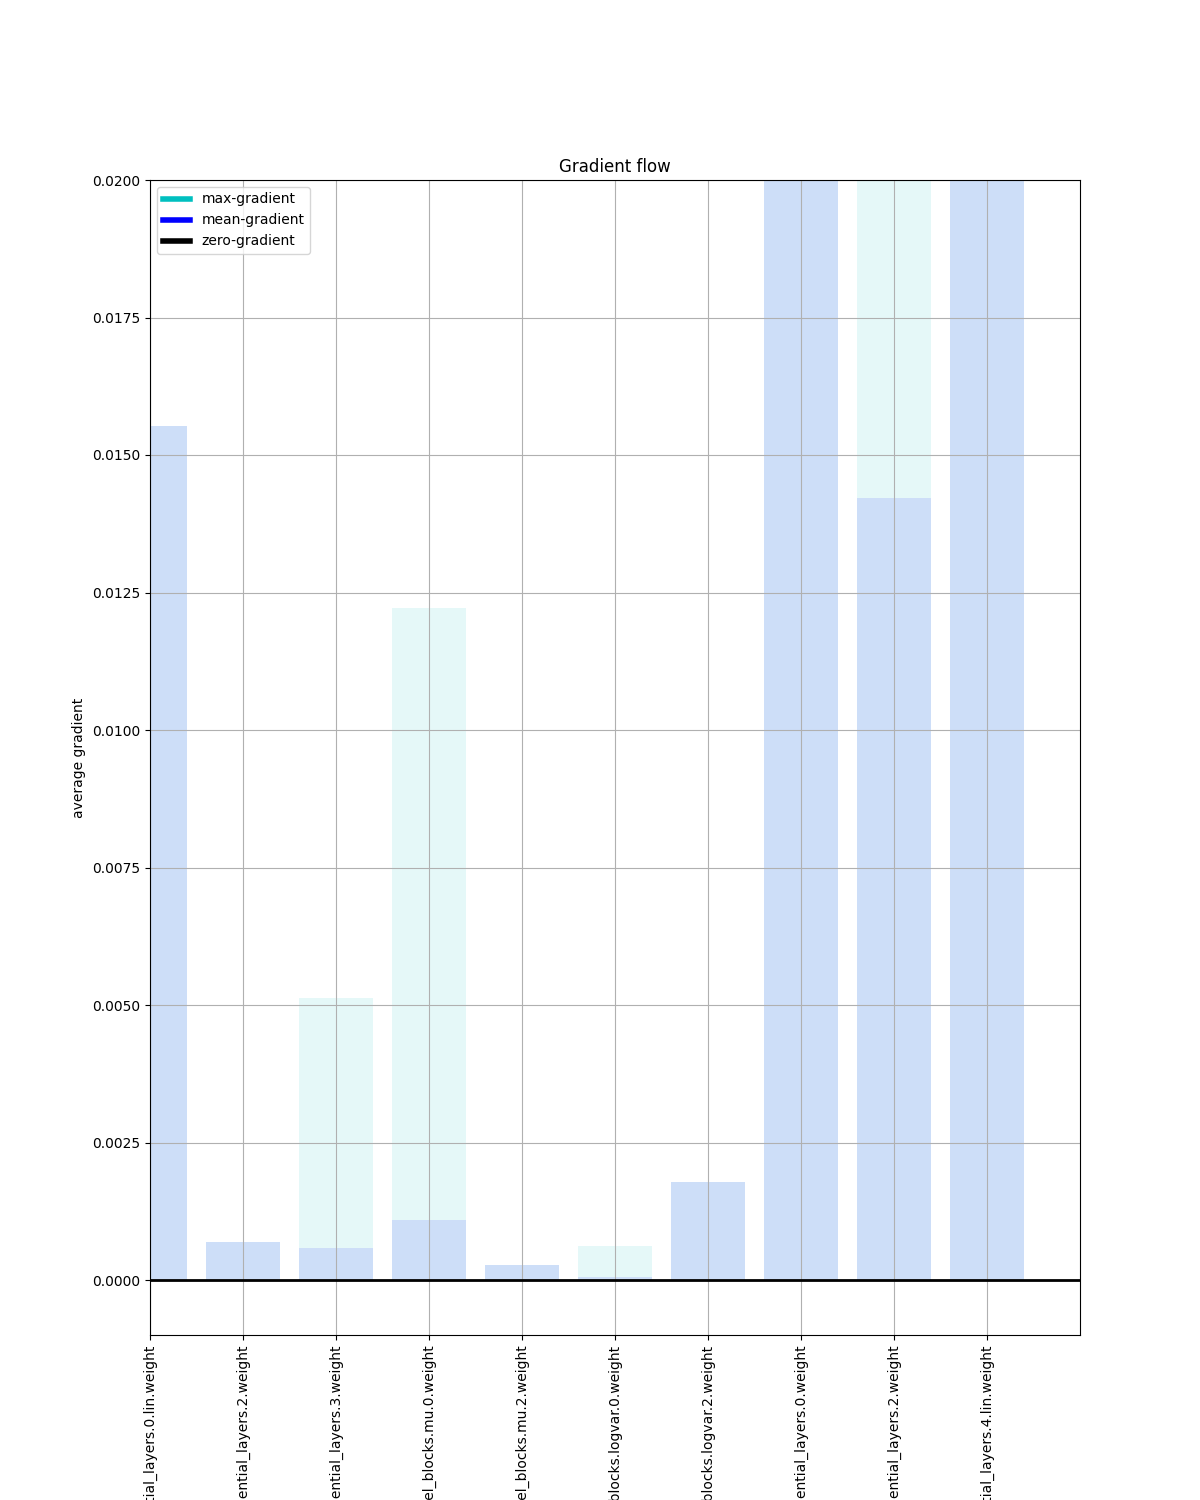 Gradient flow
max-gradient
mean-gradient
zero-gradient
0.0200
0.0175
0.0150
0.0125
0.0100
0.0075
0.0050
0.0025
0.0000
average gradient
tial_layers.0.lin.weight
ential_layers.2.weight
ential_layers.3.weight
el_blocks.mu.0.weight
el_blocks.mu.2.weight
blocks.logvar.0.weight
blocks.logvar.2.weight
ential_layers.0.weight
ential_layers.2.weight
tial_layers.4.lin.weight